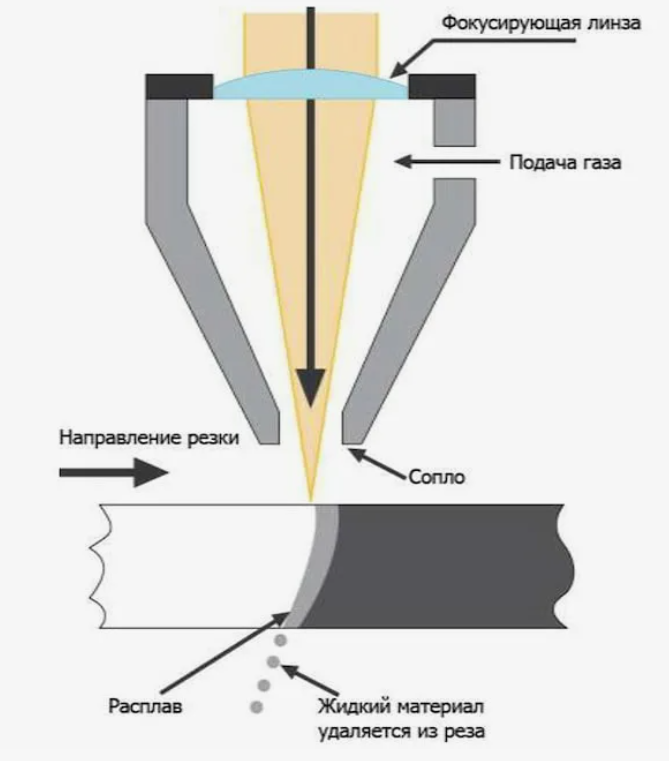 Фокусирующая линза
Подача газа
Направление резки
Сопло
Расплав
Жидкий материал
удаляется из реза